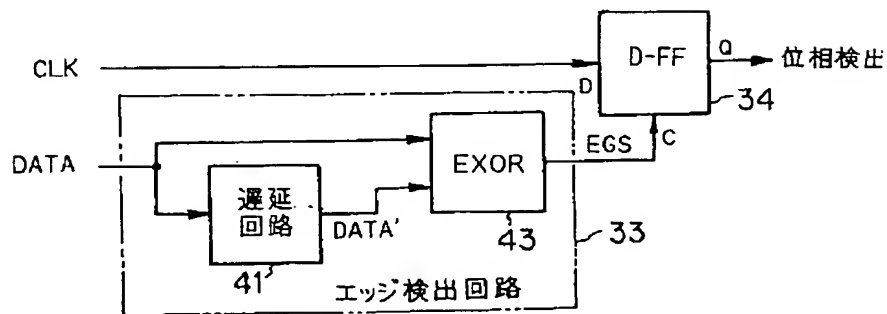 CLK
D-FF
D
Q
位相検出
34
C
DATA
遅延
回路
41
DATA'
EXOR
43
EGS
33
エッジ検出回路